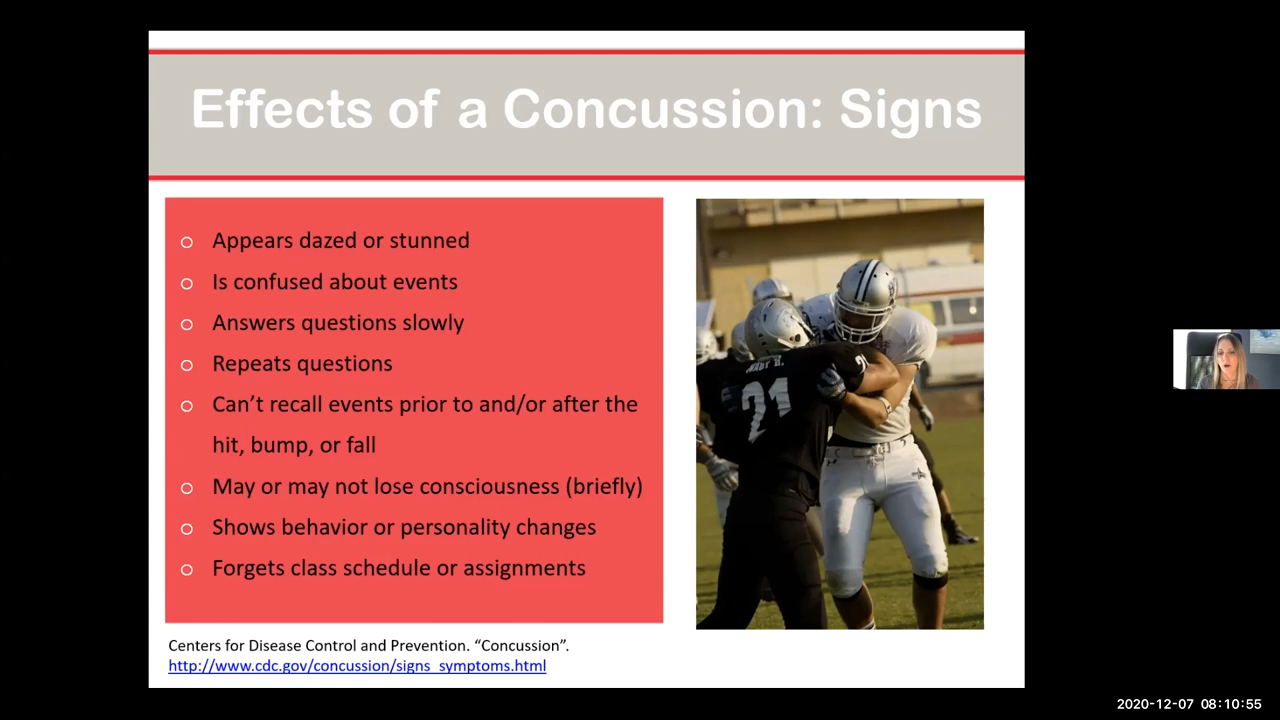 Effects of a Concussion: Signs
Appears dazed or stunned
Is confused about events
Answers questions slowly
Repeats questions
Can’t recall events prior to and/or after the
hit, bump, or fall
May or may not lose consciousness (briefly)
Shows behavior or personality changes
Forgets class schedule or assignments
21
Centers for Disease Control and Prevention. “Concussion”.
http://www.cdc.gov/concussion/signs_symptoms.html
2020-12-07 08:10:55